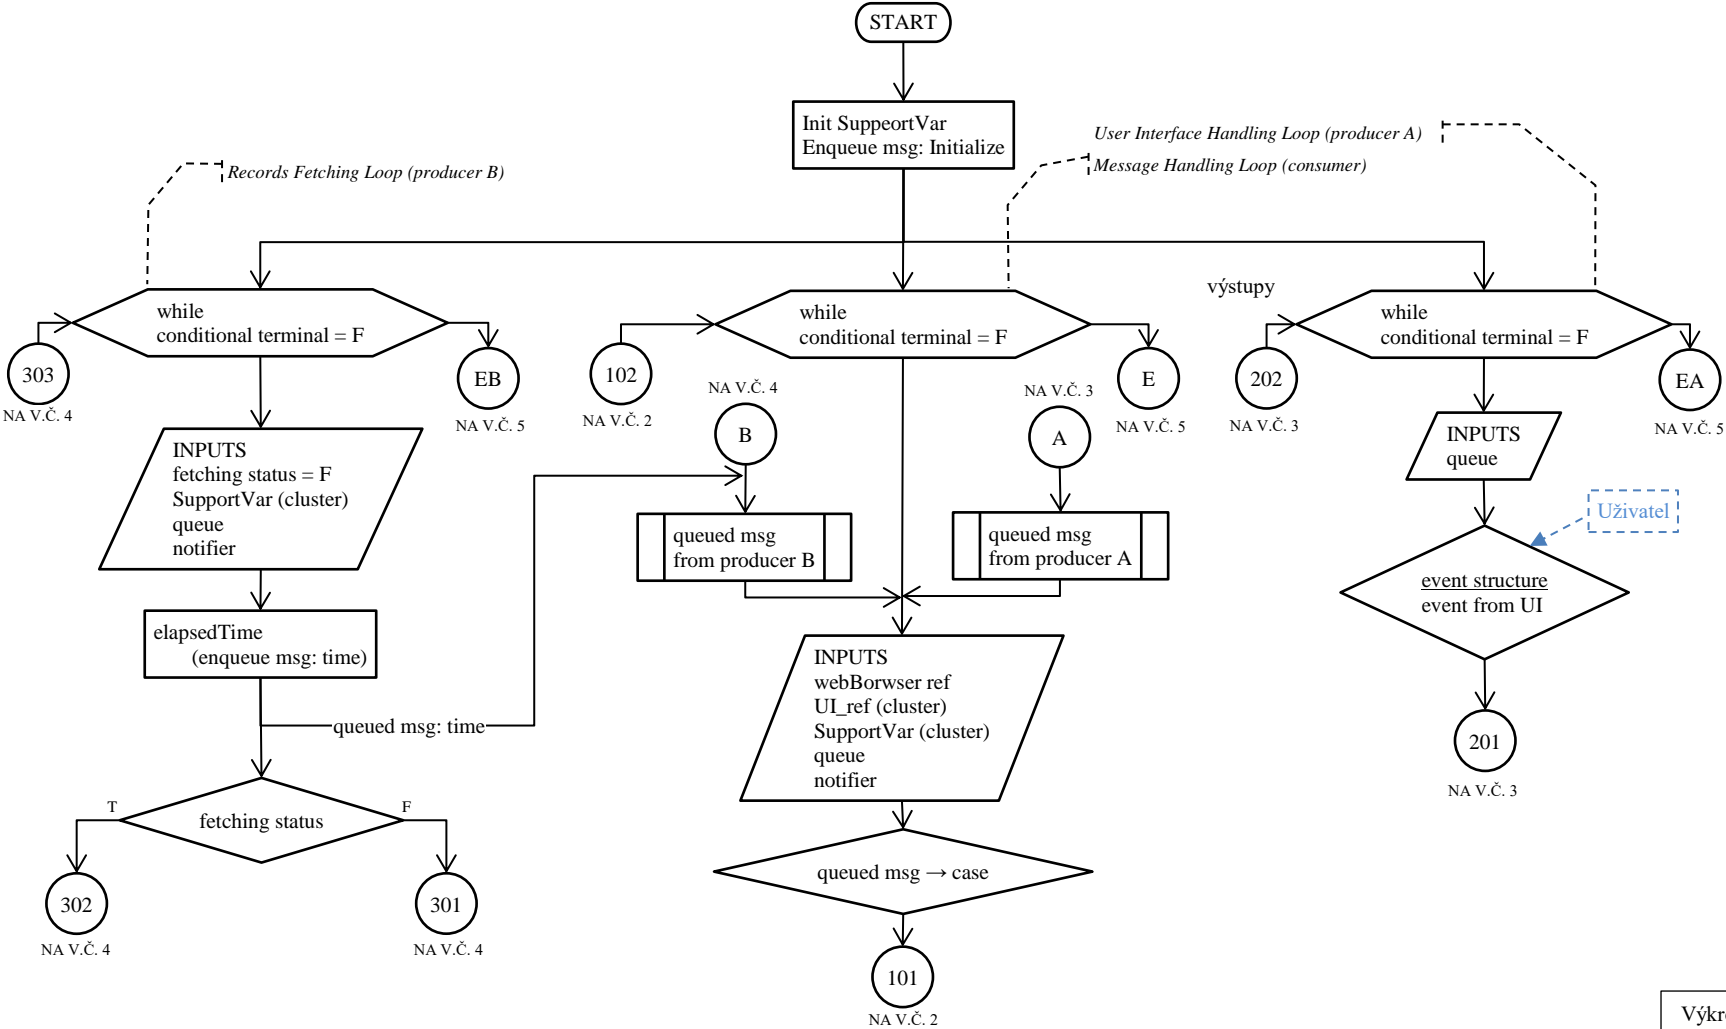 START
Init SuppeortVar
Enqueue msg: Initialize
User Interface Handling Loop (producer A)
Message Handling Loop (consumer)
Records Fetching Loop (producer B)
while
conditional terminal = F
303
NA V.Č. 4
EB
NA V.Č. 5
INPUTS
fetching status = F
SupportVar (cluster)
queue
notifier
elapsedTime
(enqueue msg: time)
queued msg: time
fetching status
T
F
302
NA V.Č. 4
301
NA V.Č. 4
while
conditional terminal = F
102
NA V.Č. 2
E
NA V.Č. 5
NA V.Č. 4
B
queued msg
from producer B
NA V.Č. 3
A
queued msg
from producer A
INPUTS
webBorwser ref
UI_ref (cluster)
SupportVar (cluster)
queue
notifier
queued msg → case
101
NA V.Č. 2
výstupy
while
conditional terminal = F
202
NA V.Č. 3
EA
NA V.Č. 5
INPUTS
queue
Uživatel
event structure
event from UI
201
NA V.Č. 3